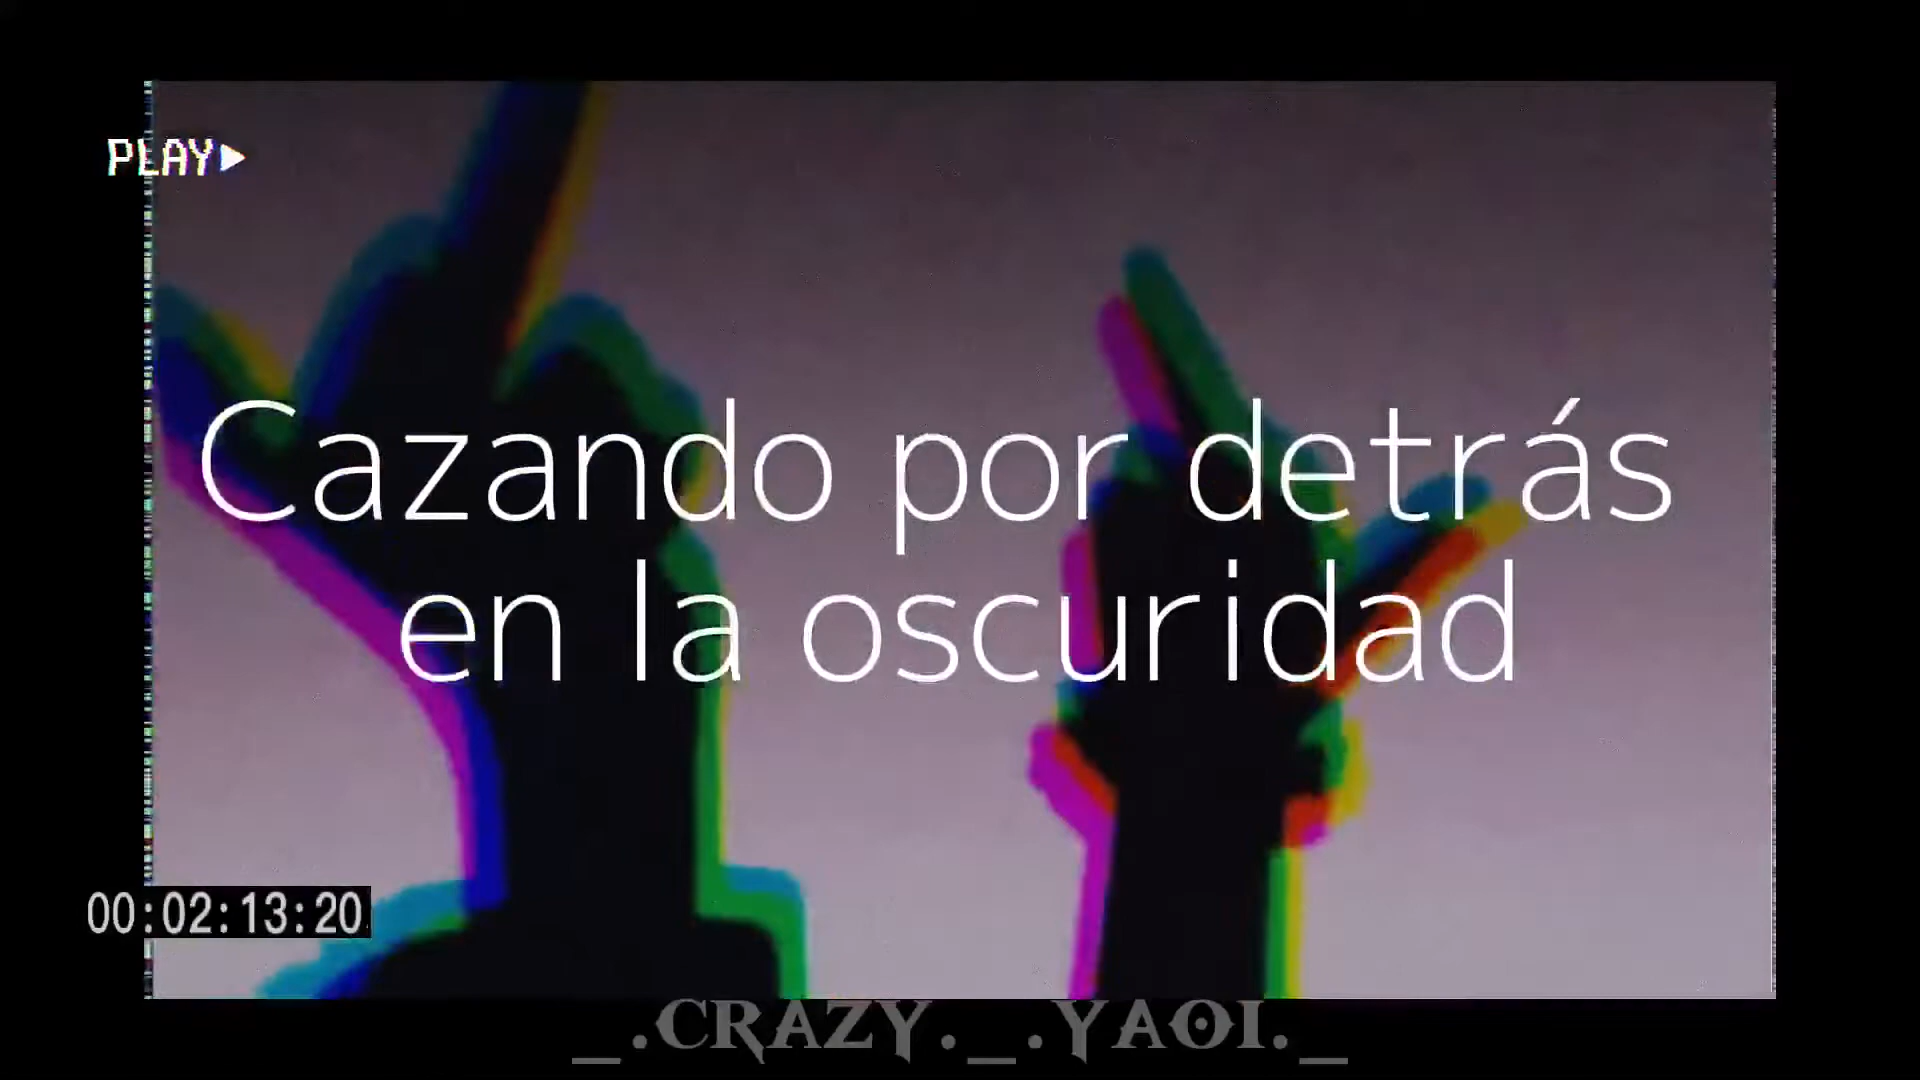 PLAY▶
Cazando por detrás
en la oscuridad
00:02:13:20
_.CRAZY._.YAOI._